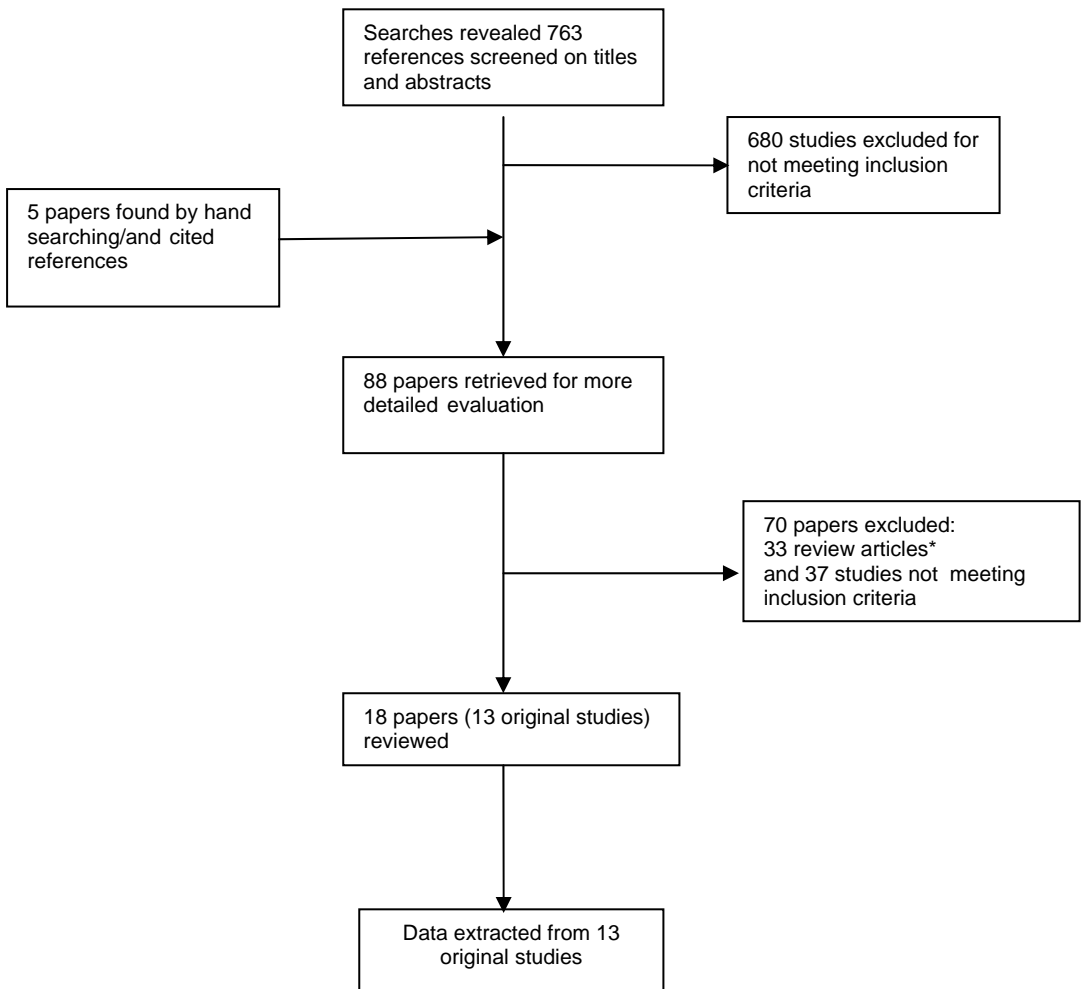 Searches revealed 763
references screened on titles
and abstracts
680 studies excluded for
not meeting inclusion
criteria
5 papers found by hand
searching/and cited
references
88 papers retrieved for more
detailed evaluation
70 papers excluded:
33 review articles*
and 37 studies not meeting
inclusion criteria
18 papers (13 original studies)
reviewed
Data extracted from 13
original studies